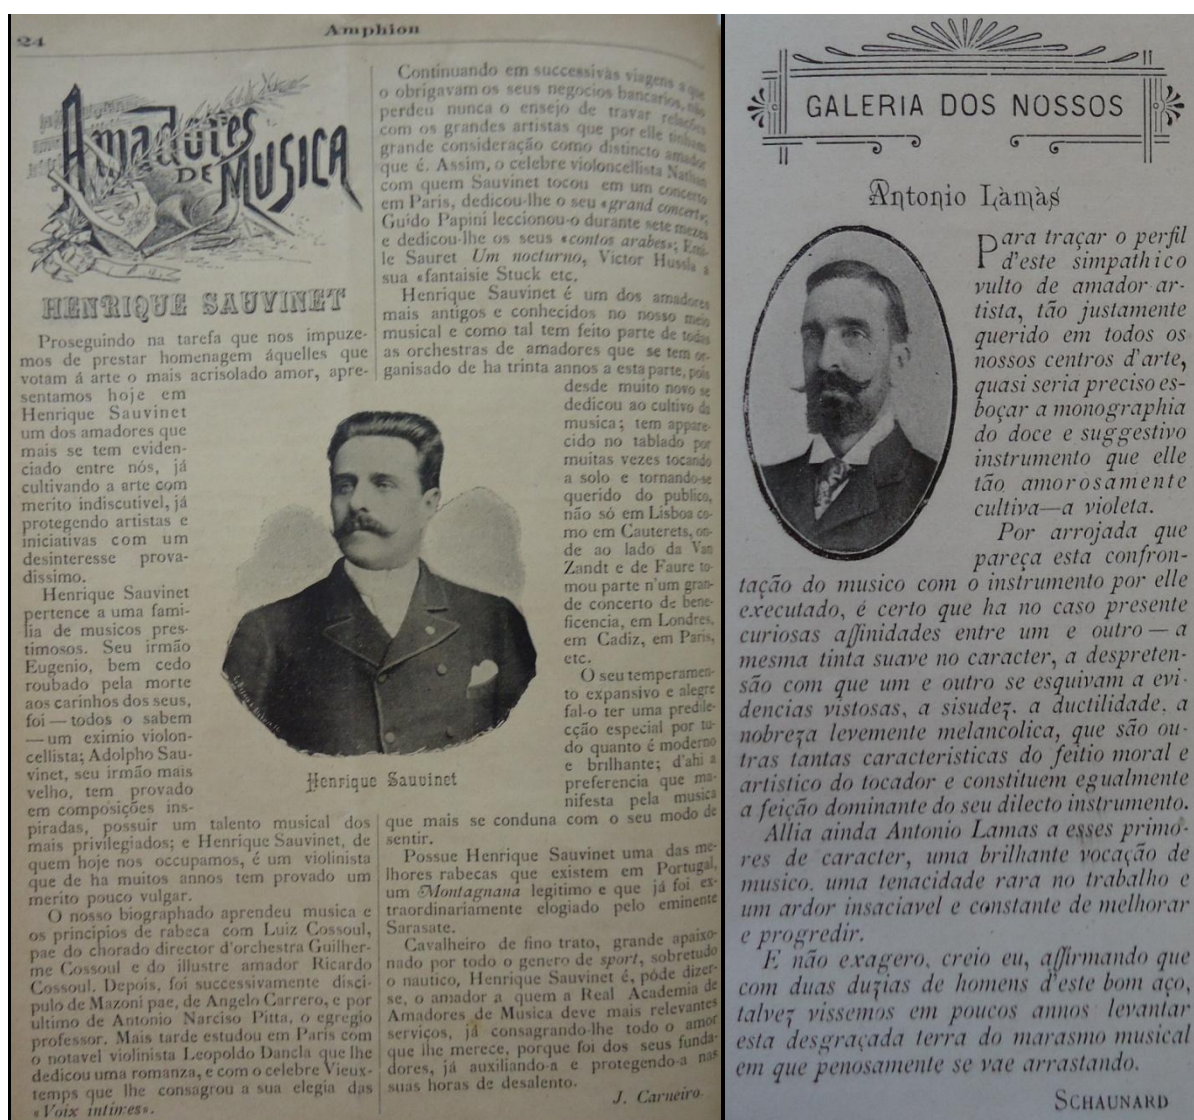 24
Amphion
Amadores
DE MUSICA
HENRIQUE SAUVINET
Proseguindo na tarefa que nos impuze-
mos de prestar homenagem áquelles que
votam á arte o mais acrisolado amor, apre-
sentamos hoje em
Henrique Sauvinet
um dos amadores que
mais se tem eviden-
ciado entre nós, já
cultivando a arte com
merito indiscutivel, já
protegendo artistas e
iniciativas com um
desinteresse prova-
dissimo.
Henrique Sauvinet
pertence a uma fami-
lia de musicos pres-
timosos. Seu irmão
Eugenio, bem cedo
roubado pela morte
aos carinhos dos seus,
foi — todos o sabem
— um eximio violon-
cellista; Adolpho Sau-
vinet, seu irmão mais
velho, tem provado
em composições ins-
piradas, possuir um talento musical dos
mais privilegiados; e Henrique Sauvinet, de
quem hoje nos occupamos, é um violinista
que de ha muitos annos tem provado um
merito pouco vulgar.
O nosso biographado aprendeu musica e
os principios de rabeca com Luiz Cossoul,
pae do chorado director d'orchestra Guilher-
me Cossoul e do illustre amador Ricardo
Cossoul. Depois, foi successivamente disci-
pulo de Mazoni pae, de Angelo Carrero, e por
ultimo de Antonio Narciso Pitta, o egregio
professor. Mais tarde estudou em Paris com
o notavel violinista Leopoldo Dancla que lhe
dedicou uma romanza, e com o celebre Vieux-
temps que lhe consagrou a sua elegia das
«Voix intimes».
Continuando em successivas viagens a que
o obrigavam os seus negocios bancarios, não
perdeu nunca o ensejo de travar relações
com os grandes artistas que por elle tinham
grande consideração como distincto amador
que é. Assim, o celebre violoncellista Nathan
com quem Sauvinet tocou em um concerto
em Paris, dedicou-lhe o seu «grand concerto»,
Guido Papini leccionou-o durante sete mezes
e dedicou-lhe os seus «contos arabes»; Emi-
le Sauret Um nocturno, Victor Hussla a
sua «fantaisie Stuck etc.
Henrique Sauvinet é um dos amadores
mais antigos e conhecidos no nosso meio
musical e como tal tem feito parte de todas
as orchestras de amadores que se tem or-
ganisado de ha trinta annos a esta parte, pois
desde muito novo se
dedicou ao cultivo da
musica; tem appare-
cido no tablado por
muitas vezes tocando
a solo e tornando-se
querido do publico,
não só em Lisboa co-
mo em Cauterets, on-
de ao lado da Van
Zandt e de Faure to-
mou parte n'um gran-
de concerto de bene-
ficencia, em Londres,
em Cadiz, em Paris,
etc.
O seu temperamen-
to expansivo e alegre
fal-o ter uma predile-
cção especial por tu-
do quanto é moderno
e brilhante; d'ahi a
preferencia que ma-
nifesta pela musica
que mais se conduna com o seu modo de
sentir.
Possue Henrique Sauvinet uma das me-
lhores rabecas que existem em Portugal,
um Montagnana legitimo e que já foi ex-
traordinariamente elogiado pelo eminente
Sarasate.
Cavalheiro de fino trato, grande apaixo-
nado por todo o genero de sport, sobretudo
o nautico, Henrique Sauvinet é, póde dizer-
se, o amador a quem a Real Academia de
Amadores de Musica deve mais relevantes
serviços, já consagrando-lhe todo o amor
que lhe merece, porque foi dos seus funda-
dores, já auxiliando-a e protegendo-a nas
suas horas de desalento.
J. Carneiro.
Henrique Sauvinet
GALERIA DOS NOSSOS
Antonio Lamas
Para traçar o perfil
d'este simpathico
vulto de amador-ar-
tista, tão justamente
querido em todos os
nossos centros d'arte,
quasi seria preciso es-
boçar a monographia
do doce e suggestivo
instrumento que elle
tão amorosamente
cultiva—a violeta.
Por arrojada que
pareça esta confron-
tação do musico com o instrumento por elle
executado, é certo que ha no caso presente
curiosas affinidades entre um e outro — a
mesma tinta suave no caracter, a despreten-
são com que um e outro se esquivam a evi-
dencias vistosas, a sisudez, a ductilidade, a
nobreza levemente melancolica, que são ou-
tras tantas caracteristicas do feitio moral e
artistico do tocador e constituem egualmente
a feição dominante do seu dilecto instrumento.
Allia ainda Antonio Lamas a esses primo-
res de caracter, uma brilhante vocação de
musico, uma tenacidade rara no trabalho e
um ardor insaciavel e constante de melhorar
e progredir.
E não exagero, creio eu, affirmando que
com duas duzias de homens d'este bom aço,
talvez vissemos em poucos annos levantar
esta desgraçada terra do marasmo musical
em que penosamente se vae arrastando.
SCHAUNARD